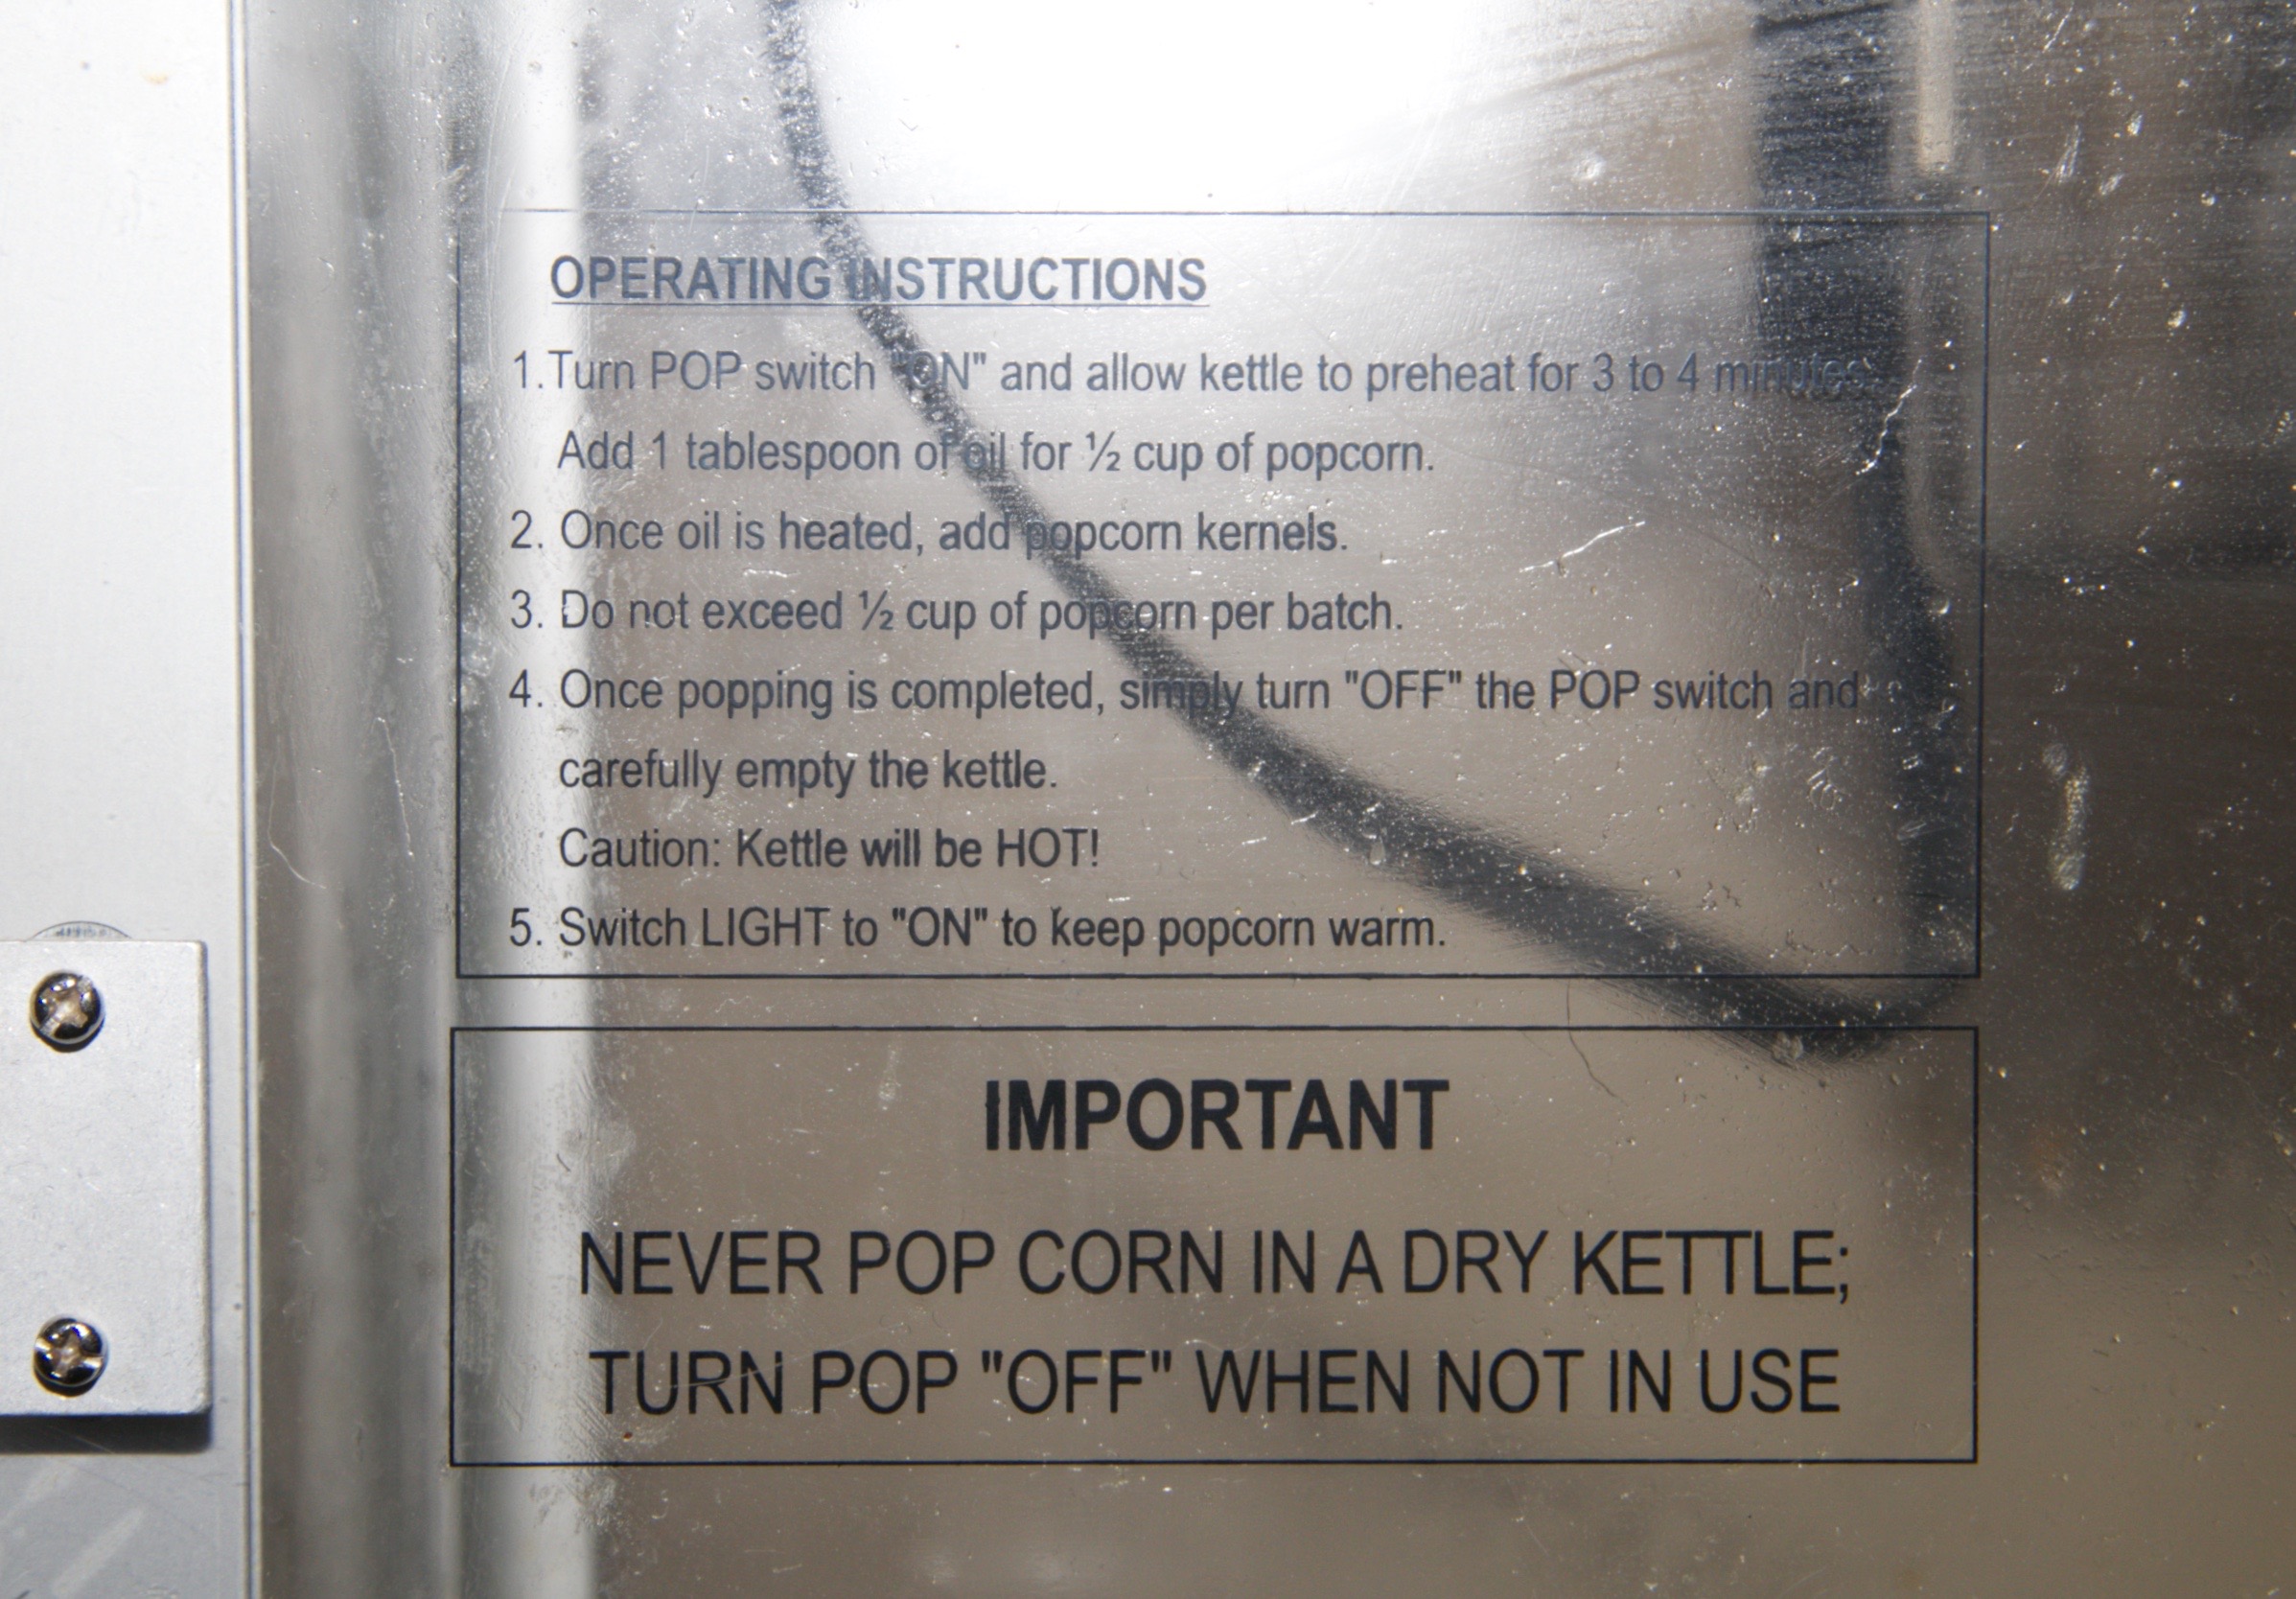 OPERATING INSTRUCTIONS
1.Turn POP switch "ON" and allow kettle to preheat for 3 to 4 minutes.
Add 1 tablespoon of oil for ½ cup of popcorn.
2. Once oil is heated, add popcorn kernels.
3. Do not exceed ½ cup of popcorn per batch.
4. Once popping is completed, simply turn "OFF" the POP switch and
carefully empty the kettle.
Caution: Kettle will be HOT!
5. Switch LIGHT to "ON" to keep popcorn warm.
IMPORTANT
NEVER POP CORN IN A DRY KETTLE;
TURN POP "OFF" WHEN NOT IN USE